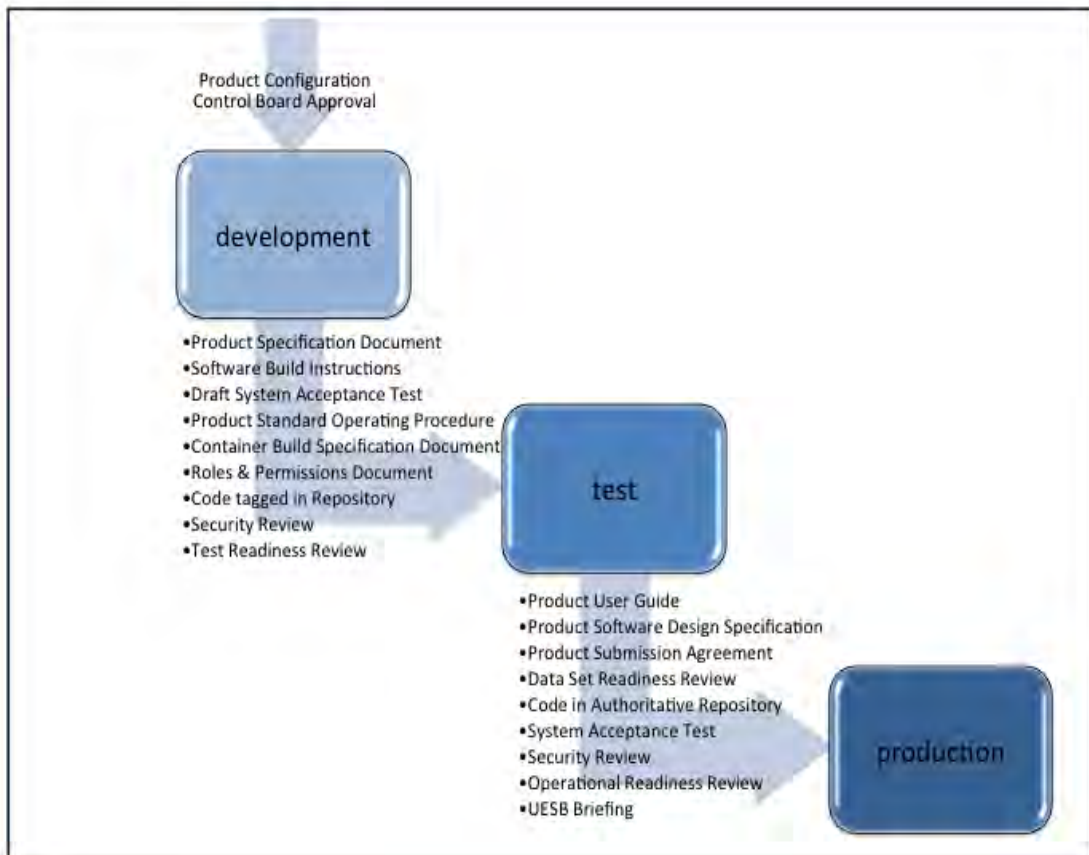 Product Configuration
Control Board Approval
development
•Product Specification Document
•Software Build Instructions
•Draft System Acceptance Test
•Product Standard Operating Procedure
•Container Build Specification Document
•Roles & Permissions Document
•Code tagged in Repository
•Security Review
•Test Readiness Review
test
•Product User Guide
•Product Software Design Specification
•Product Submission Agreement
•Data Set Readiness Review
•Code in Authoritative Repository
•System Acceptance Test
•Security Review
•Operational Readiness Review
•UESB Briefing
production